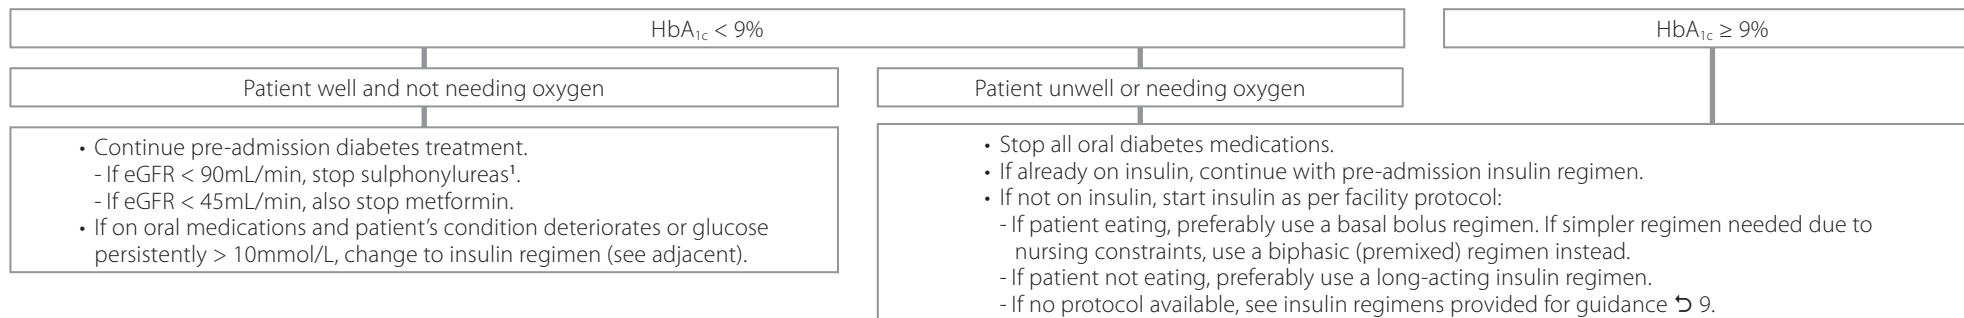 HbA1c < 9%
HbA1c ≥ 9%
Patient well and not needing oxygen
Patient unwell or needing oxygen
• Continue pre-admission diabetes treatment.
- If eGFR < 90mL/min, stop sulphonylureas¹.
- If eGFR < 45mL/min, also stop metformin.
• If on oral medications and patient's condition deteriorates or glucose
persistently > 10mmol/L, change to insulin regimen (see adjacent).
• Stop all oral diabetes medications.
• If already on insulin, continue with pre-admission insulin regimen.
• If not on insulin, start insulin as per facility protocol:
- If patient eating, preferably use a basal bolus regimen. If simpler regimen needed due to
nursing constraints, use a biphasic (premixed) regimen instead.
- If patient not eating, preferably use a long-acting insulin regimen.
- If no protocol available, see insulin regimens provided for guidance ⮌ 9.